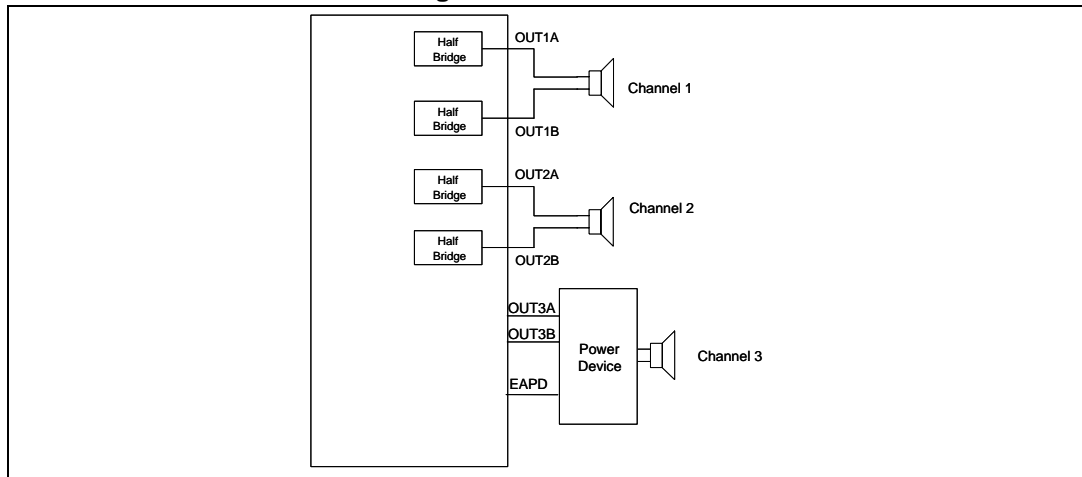 Half
Bridge
OUT1A
Channel 1
Half
Bridge
OUT1B
Half
Bridge
OUT2A
Channel 2
Half
Bridge
OUT2B
OUT3A
OUT3B
Power
Device
Channel 3
EAPD